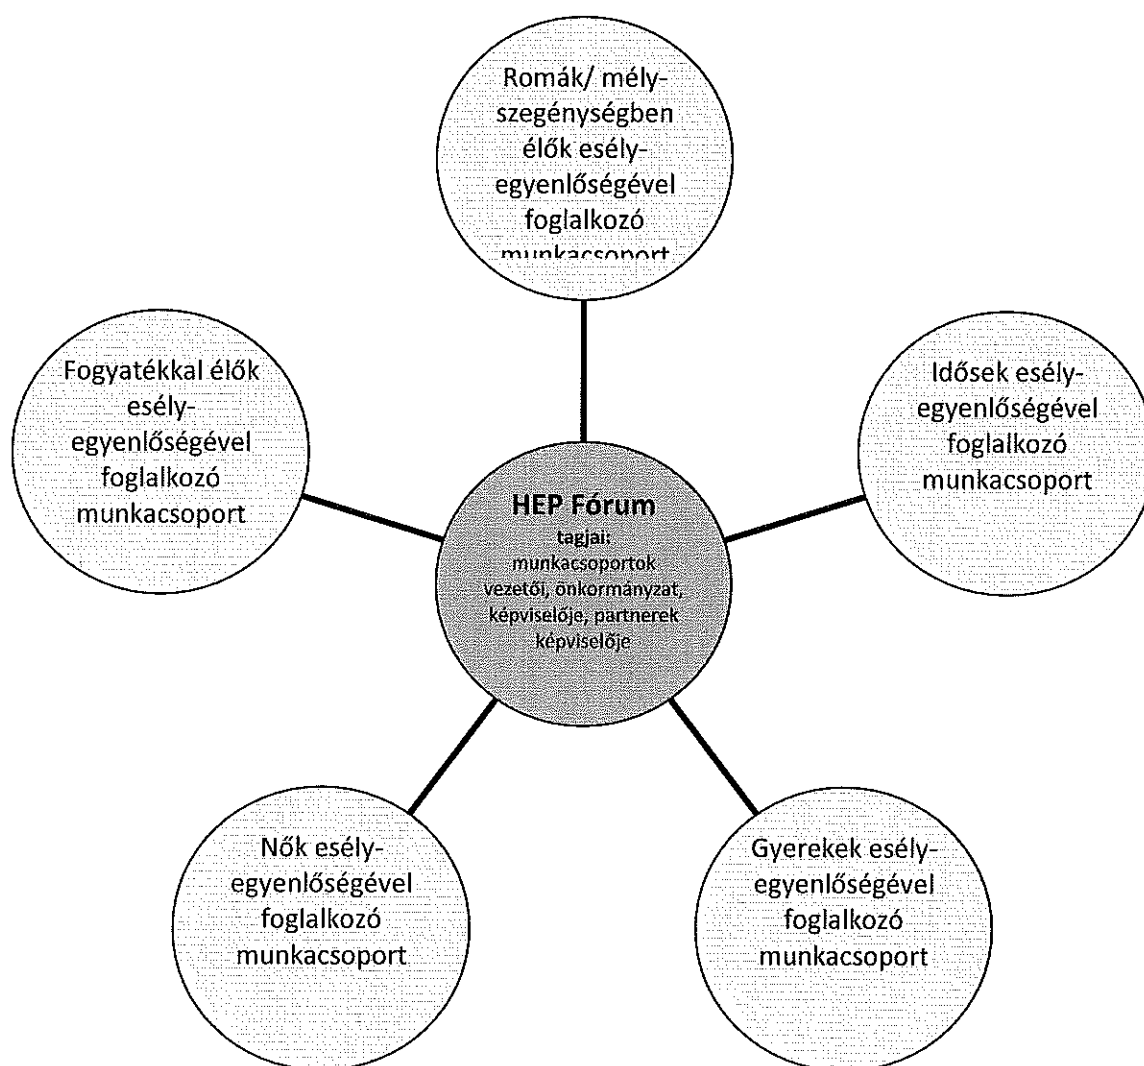 Romák/ mély-
szegénységben
élők esély-
egyenlőségével
foglalkozó
munkacsoport
Fogyatékkal élők
esély-
egyenlőségével
foglalkozó
munkacsoport
Idősek esély-
egyenlőségével
foglalkozó
munkacsoport
HEP Fórum
tagjai:
munkacsoportok
vezetői, önkormányzat,
képviselője, partnerek
képviselője
Nők esély-
egyenlőségével
foglalkozó
munkacsoport
Gyerekek esély-
egyenlőségével
foglalkozó
munkacsoport